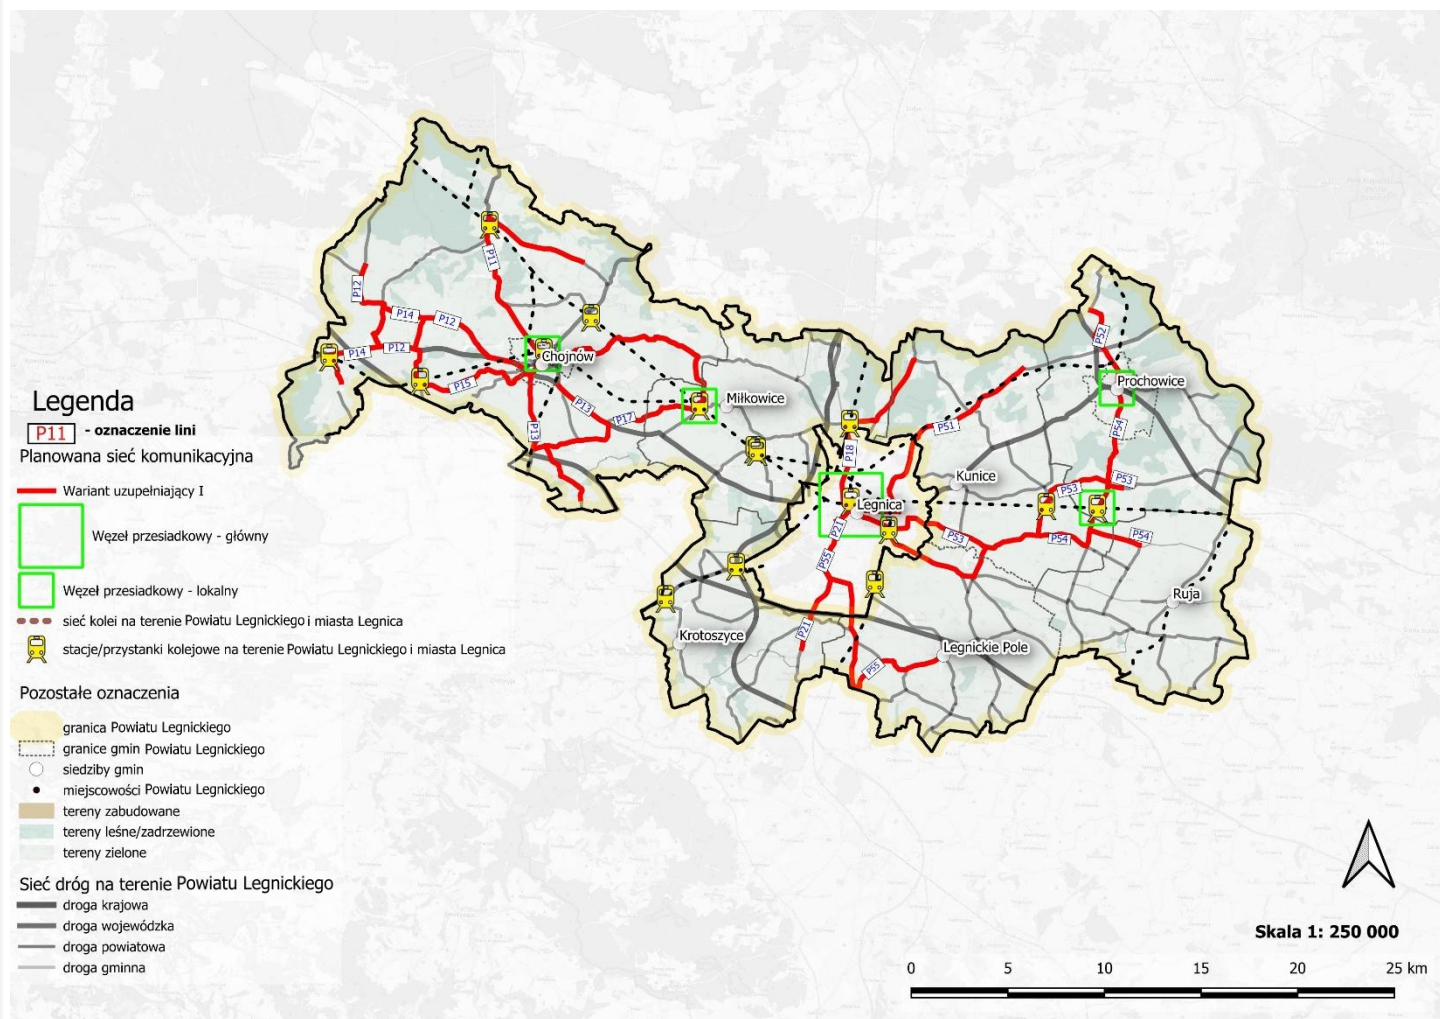 P11
P12
P14
P12
P14
P12
Chojnów
P15
P13
P17
P13
Miłkowice
P52
Prochowice
P54
P51
P18
Kunice
P53
P53
Legnica
P21
P53
P54
P54
P55
Ruja
P21
Krotoszyce
Legnickie Pole
P55
Legenda
P11 - oznaczenie lini
Planowana sieć komunikacyjna
Wariant uzupełniający I
Węzeł przesiadkowy - główny
Węzeł przesiadkowy - lokalny
sieć kolei na terenie Powiatu Legnickiego i miasta Legnica
stacje/przystanki kolejowe na terenie Powiatu Legnickiego i miasta Legnica
Pozostałe oznaczenia
granica Powiatu Legnickiego
granice gmin Powiatu Legnickiego
siedziby gmin
miejscowości Powiatu Legnickiego
tereny zabudowane
tereny leśne/zadrzewione
tereny zielone
Sieć dróg na terenie Powiatu Legnickiego
droga krajowa
droga wojewódzka
droga powiatowa
droga gminna
Skala 1: 250 000
0 5 10 15 20 25 km